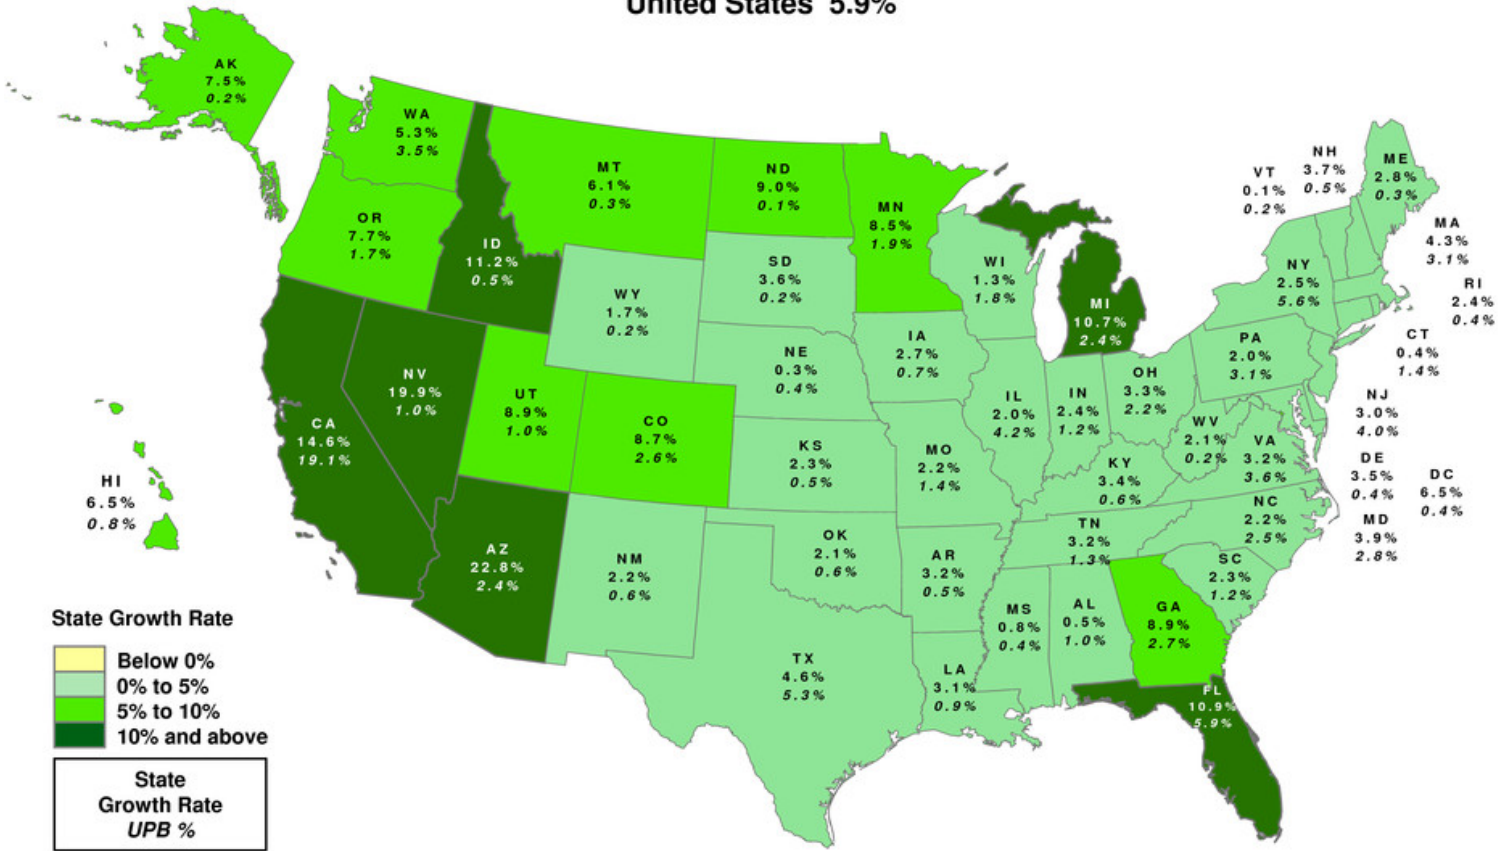 United States 5.9%
AK
7.5%
0.2%
WA
5.3%
3.5%
OR
7.7%
1.7%
ID
11.2%
0.5%
MT
6.1%
0.3%
ND
9.0%
0.1%
MN
8.5%
1.9%
SD
3.6%
0.2%
WY
1.7%
0.2%
WI
1.3%
1.8%
MI
10.7%
2.4%
VT
0.1%
0.2%
NH
3.7%
0.5%
ME
2.8%
0.3%
MA
4.3%
3.1%
NY
2.5%
5.6%
RI
2.4%
0.4%
CT
0.4%
1.4%
PA
2.0%
3.1%
NJ
3.0%
4.0%
CA
14.6%
19.1%
NV
19.9%
1.0%
UT
8.9%
1.0%
CO
8.7%
2.6%
NE
0.3%
0.4%
IA
2.7%
0.7%
IL
2.0%
4.2%
IN
2.4%
1.2%
OH
3.3%
2.2%
WV
2.1%
0.2%
VA
3.2%
3.6%
DE
3.5%
0.4%
DC
6.5%
0.4%
MD
3.9%
2.8%
KS
2.3%
0.5%
MO
2.2%
1.4%
KY
3.4%
0.6%
NC
2.2%
2.5%
TN
3.2%
1.3%
HI
6.5%
0.8%
AZ
22.8%
2.4%
NM
2.2%
0.6%
OK
2.1%
0.6%
AR
3.2%
0.5%
SC
2.3%
1.2%
MS
0.8%
0.4%
AL
0.5%
1.0%
GA
8.9%
2.7%
TX
4.6%
5.3%
LA
3.1%
0.9%
FL
10.9%
5.9%
State Growth Rate
Below 0%
0% to 5%
5% to 10%
10% and above
State
Growth Rate
UPB %